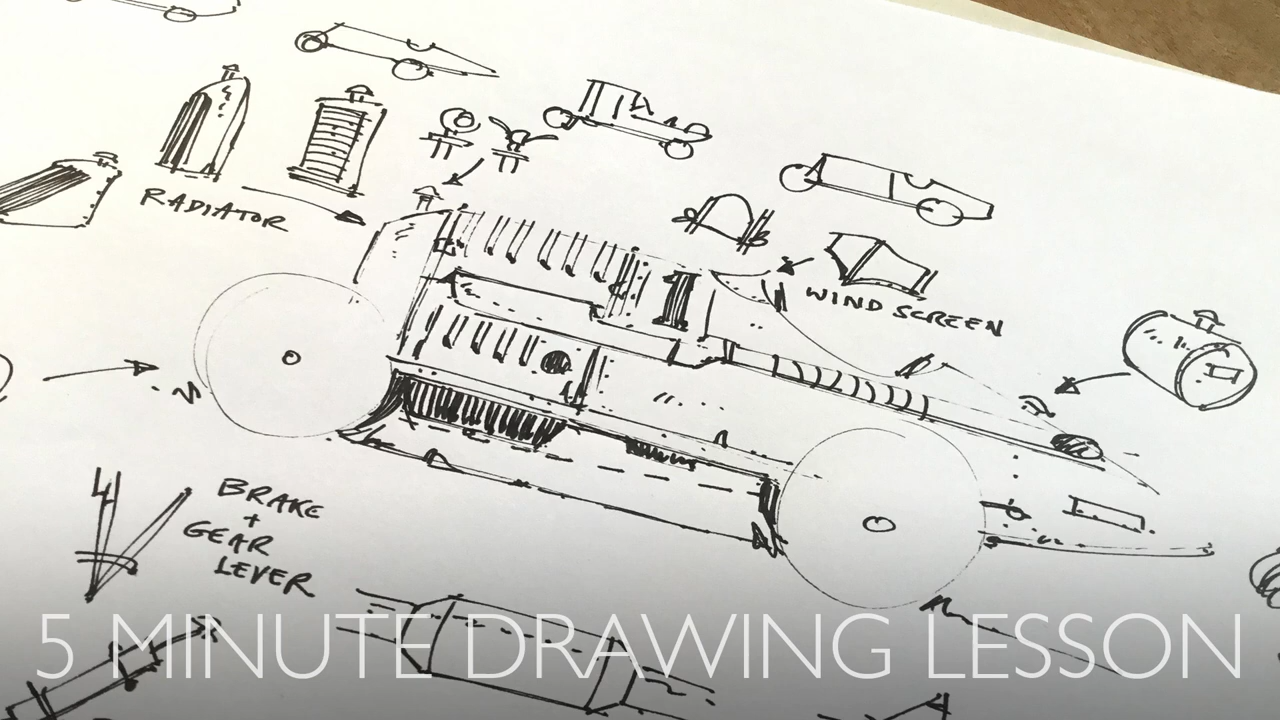 RADIATOR
WIND SCREEN
BRAKE
+
GEAR
LEVER
5 MINUTE DRAWING LESSON